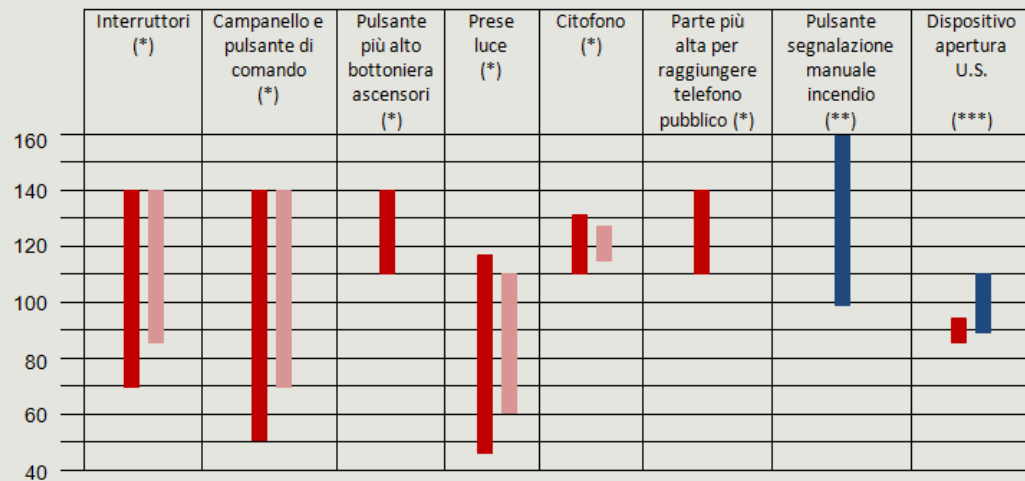 Interruttori
(*)
Campanello e
pulsante di
comando
(*)
Pulsante
più alto
bottoniera
ascensori
(*)
Prese
luce
(*)
Citofono
(*)
Parte più
alta per
raggiungere
telefono
pubblico (*)
Pulsante
segnalazione
manuale
incendio
(**)
Dispositivo
apertura
U.S.
(***)
160
140
120
100
80
60
40